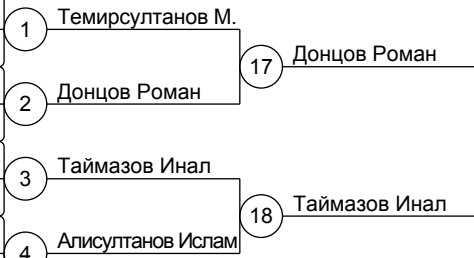 1
Темирсултанов М.
17
Донцов Роман
2
Донцов Роман
3
Таймазов Инал
18
Таймазов Инал
4
Алисултанов Ислам